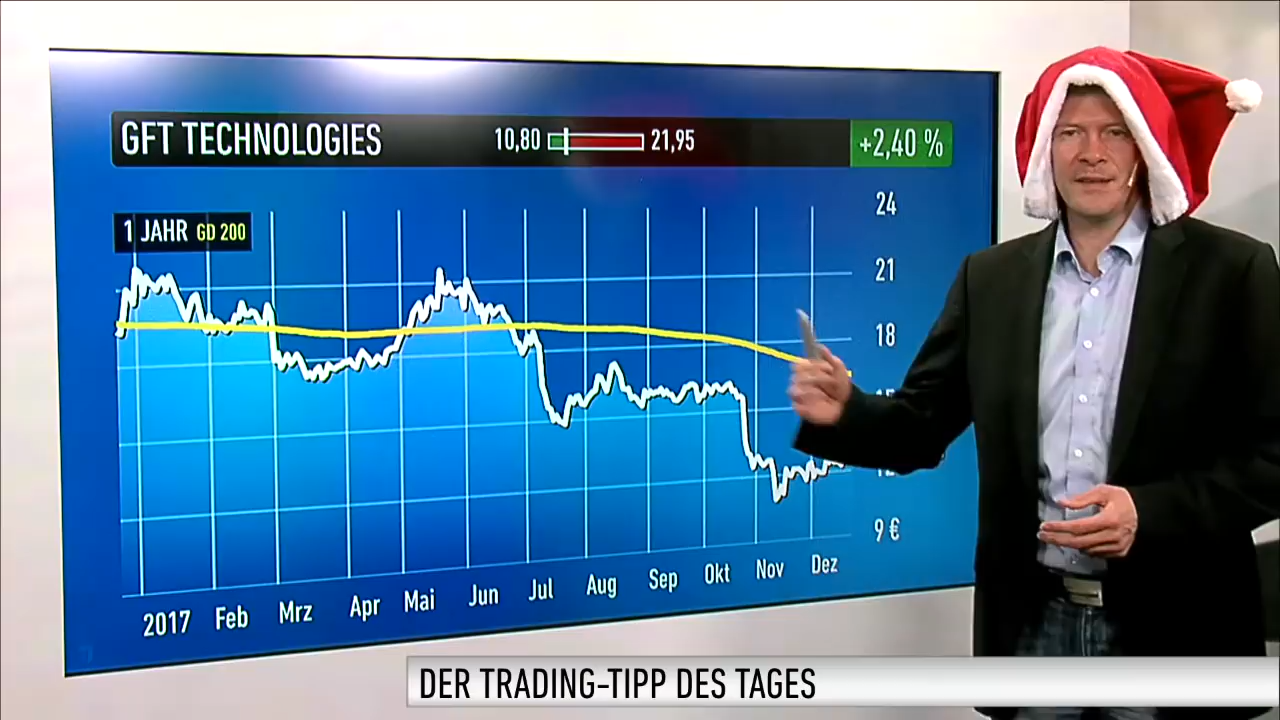 GFT TECHNOLOGIES 10,80 21,95 +2,40 %
1 JAHR GD 200
24
21
18
9 €
2017 Feb Mrz Apr Mai Jun Jul Aug Sep Okt Nov Dez
DER TRADING-TIPP DES TAGES